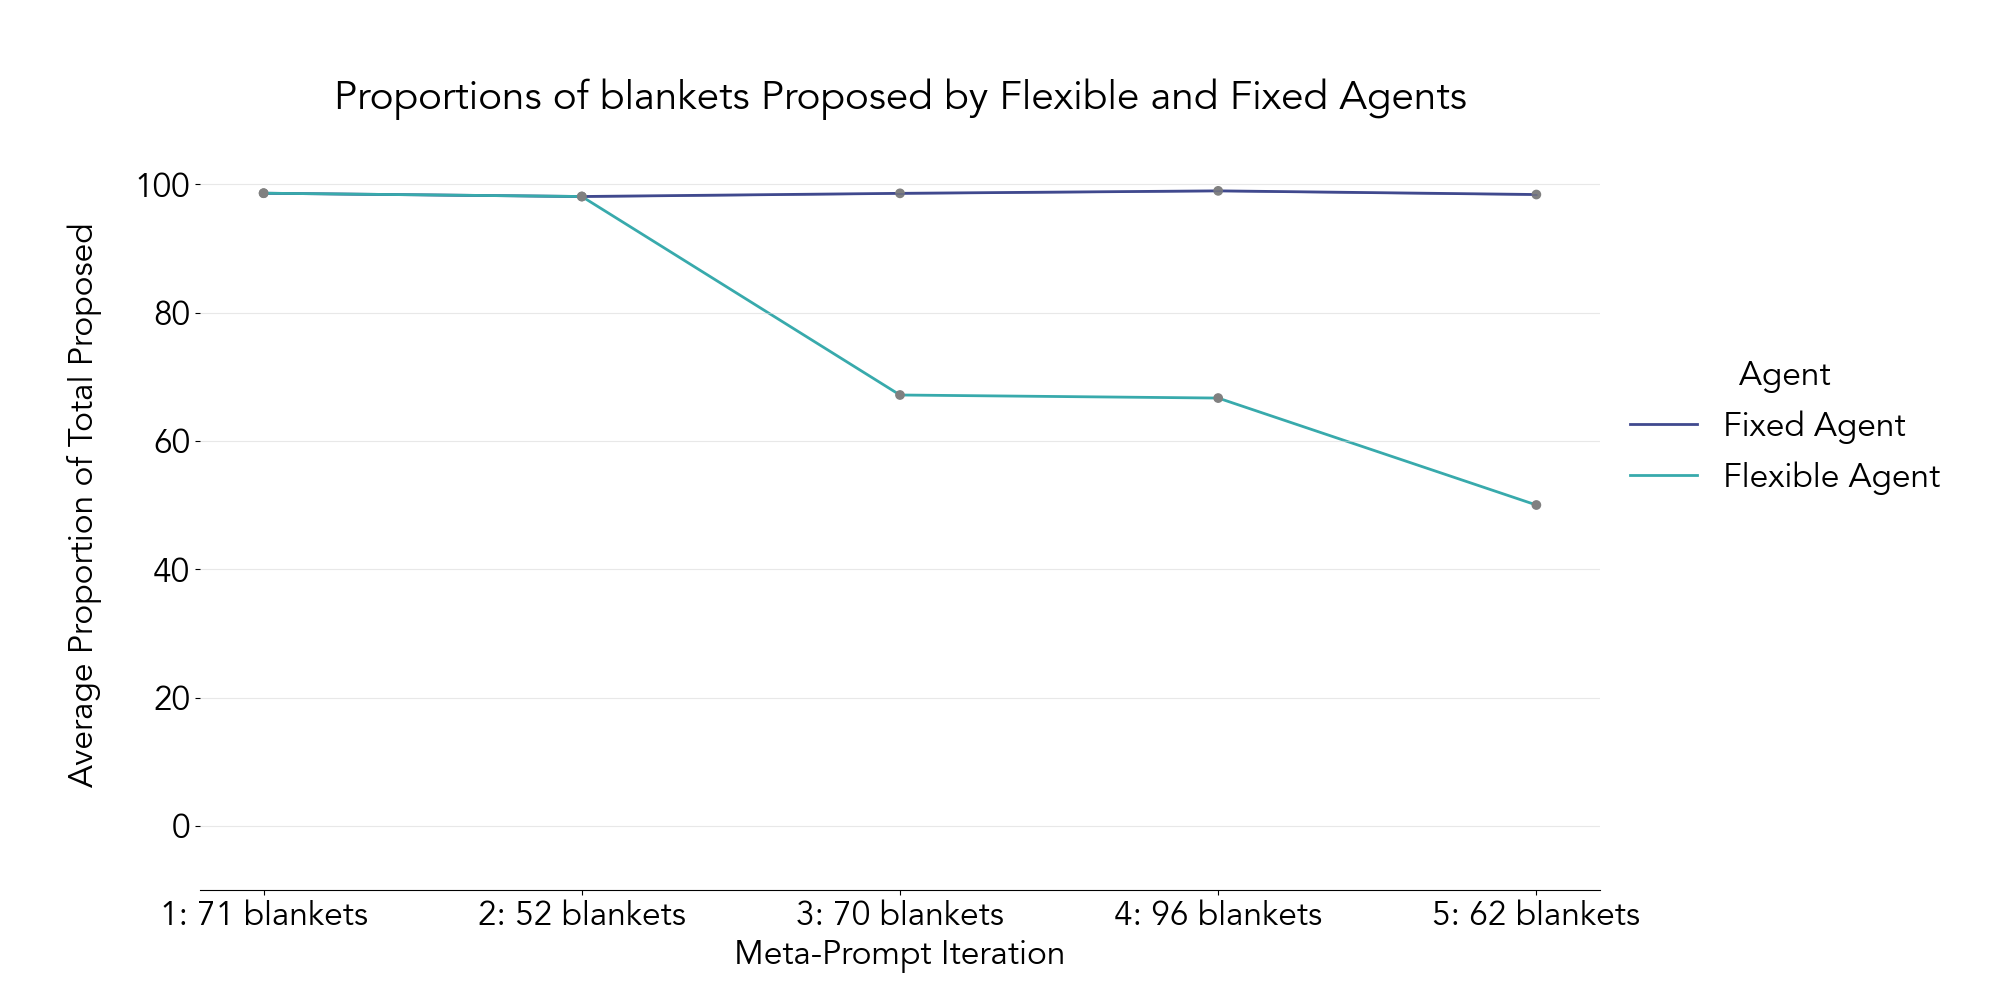 Proportions of blankets Proposed by Flexible and Fixed Agents
Average Proportion of Total Proposed
100
80
60
40
20
0
1: 71 blankets
2: 52 blankets
3: 70 blankets
4: 96 blankets
5: 62 blankets
Meta-Prompt Iteration
Agent
Fixed Agent
Flexible Agent